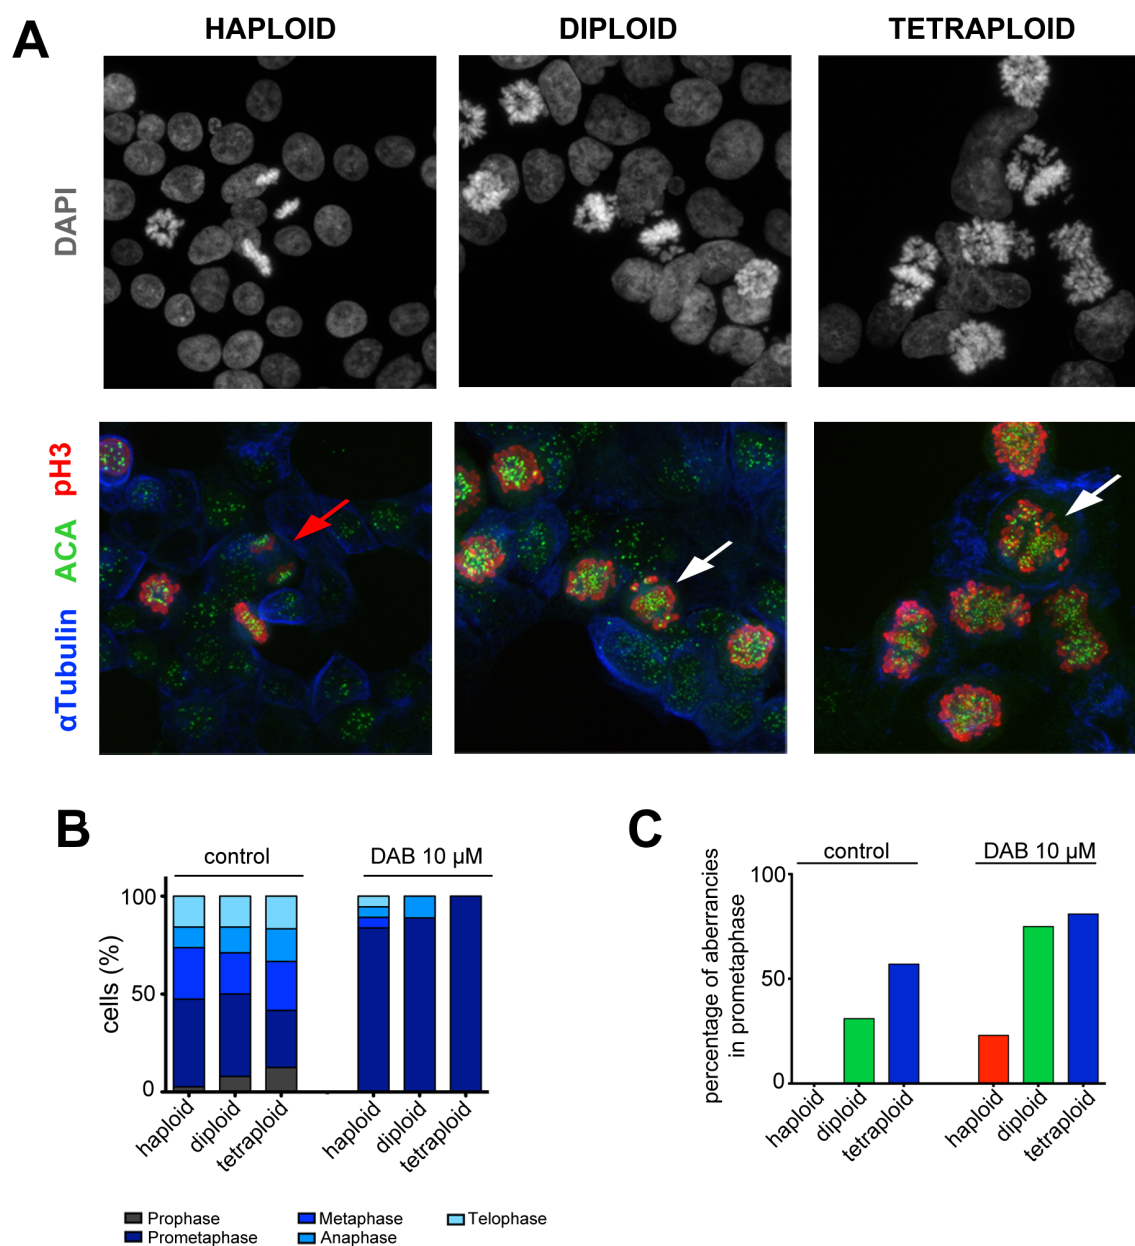 A
HAPLOID
DIPLOID
TETRAPLOID
DAPI
αTubulin ACA pH3
B
control
DAB 10 µM
cells (%)
100
50
0
haploid
diploid
tetraploid
haploid
diploid
tetraploid
Prophase
Metaphase
Telophase
Prometaphase
Anaphase
C
control
DAB 10 µM
percentage of aberrancies
in prometaphase
100
50
0
haploid
diploid
tetraploid
haploid
diploid
tetraploid